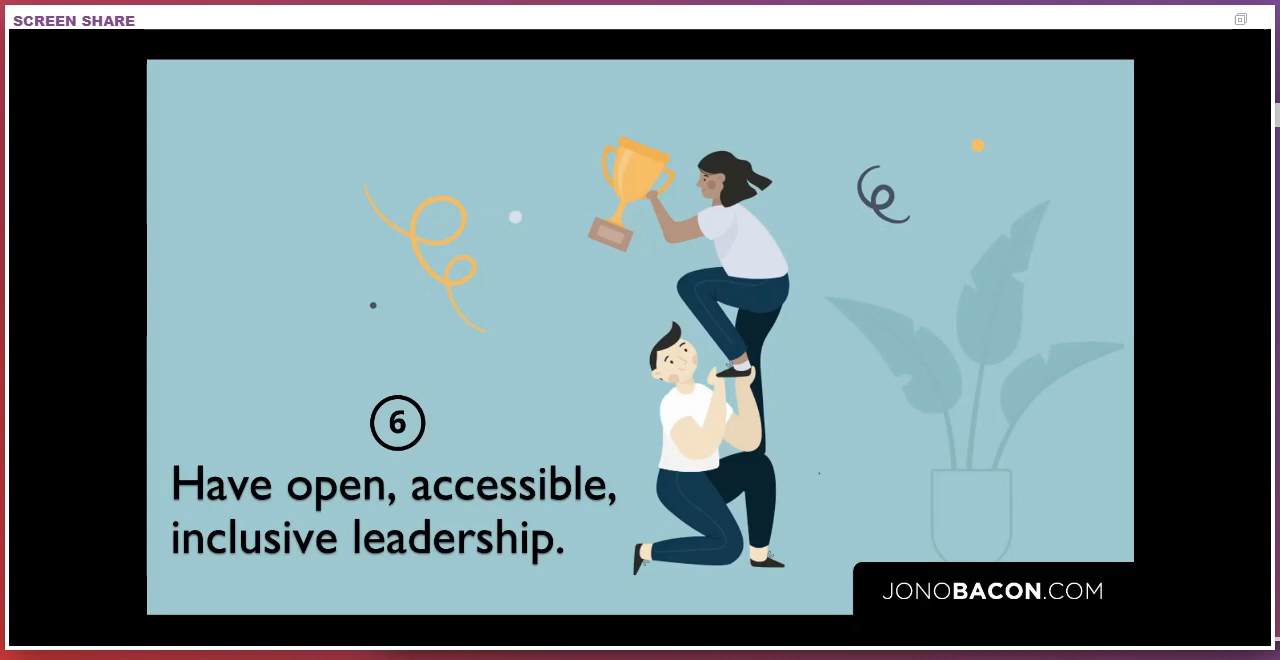 SCREEN SHARE
6
Have open, accessible,
inclusive leadership.
JONOBACON.COM